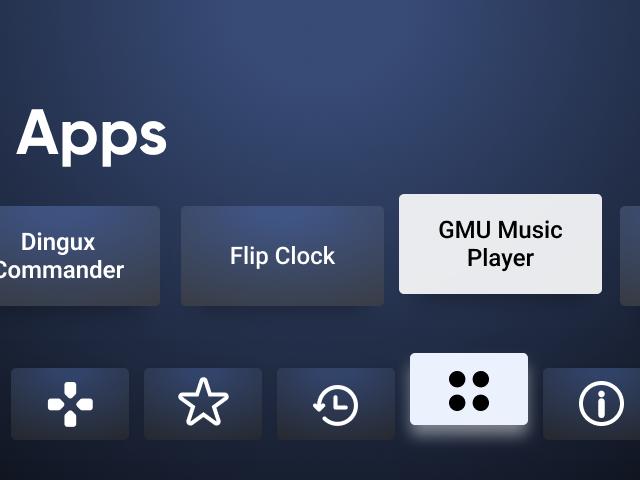 Apps
Dingux
Commander
Flip Clock
GMU Music
Player